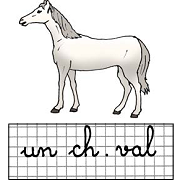 un ch . val